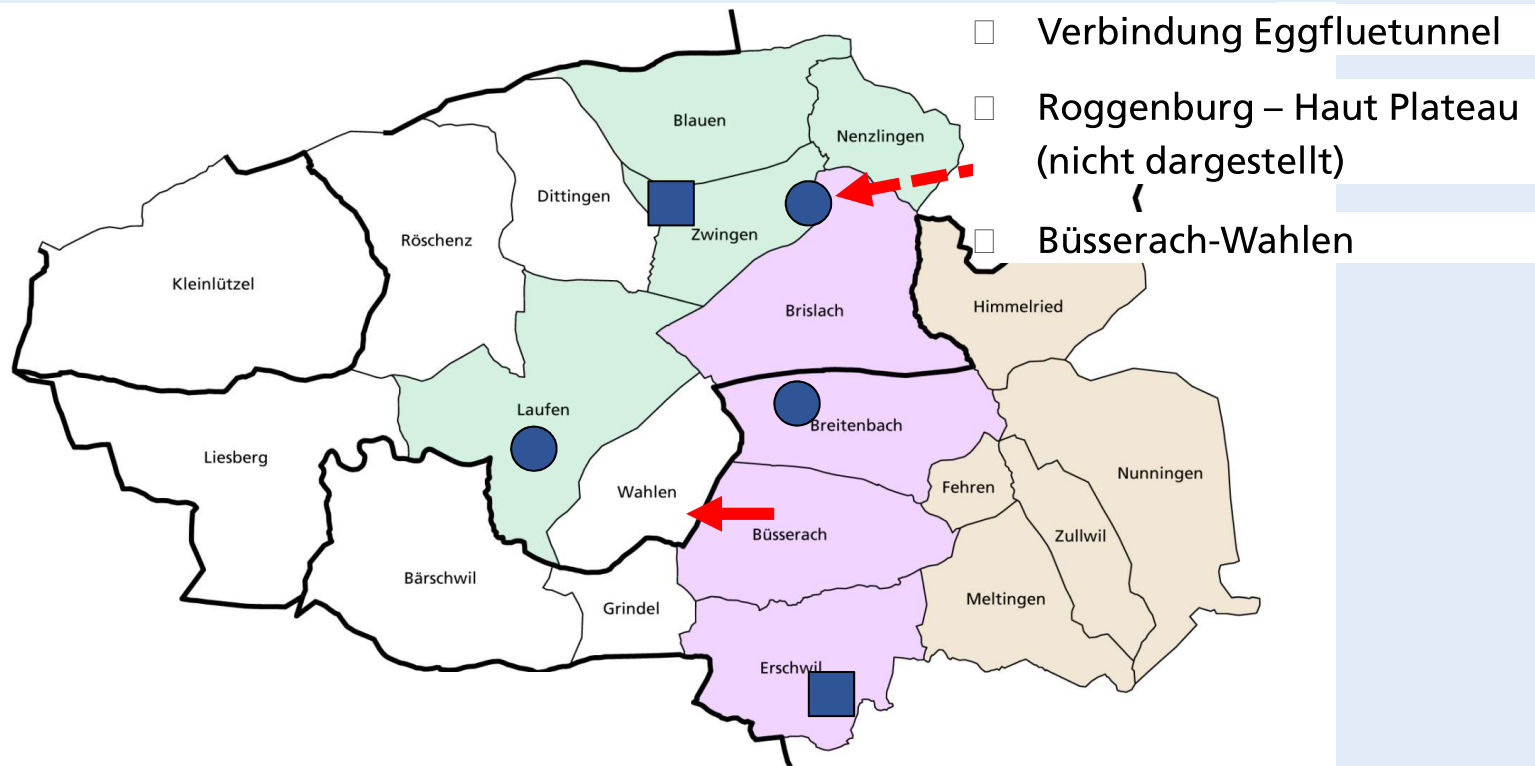 Verbindung Eggfluetunnel
Roggenburg – Haut Plateau
(nicht dargestellt)
Büsserach-Wahlen
Blauen
Nenzlingen
Dittingen
Zwingen
Röschenz
Kleinlützel
Brislach
Himmelried
Laufen
Breitenbach
Liesberg
Nunningen
Wahlen
Fehren
Büsserach
Zullwil
Bärschwil
Grindel
Meltingen
Erschwil